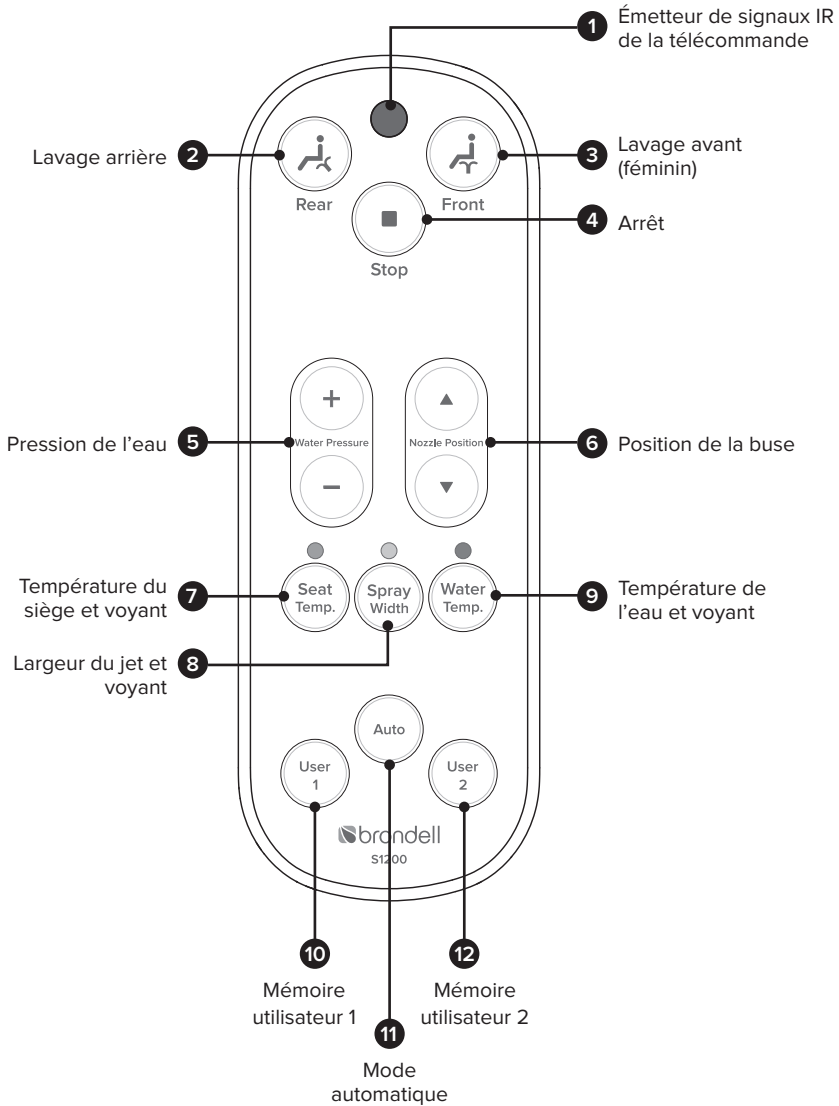 1
Émetteur de signaux IR
de la télécommande
Lavage arrière
2
3
Lavage avant
(féminin)
Rear
Front
4
Arrêt
Stop
+
▲
Pression de l’eau
5
Water Pressure
Nozzle Position
6
Position de la buse
−
▼
Température du
siège et voyant
7
Seat
Temp.
Spray
Width
Water
Temp.
9
Température de
l’eau et voyant
Largeur du jet et
voyant
8
Auto
User
1
User
2
brondell
S1200
10
12
Mémoire
utilisateur 1
Mémoire
utilisateur 2
11
Mode
automatique